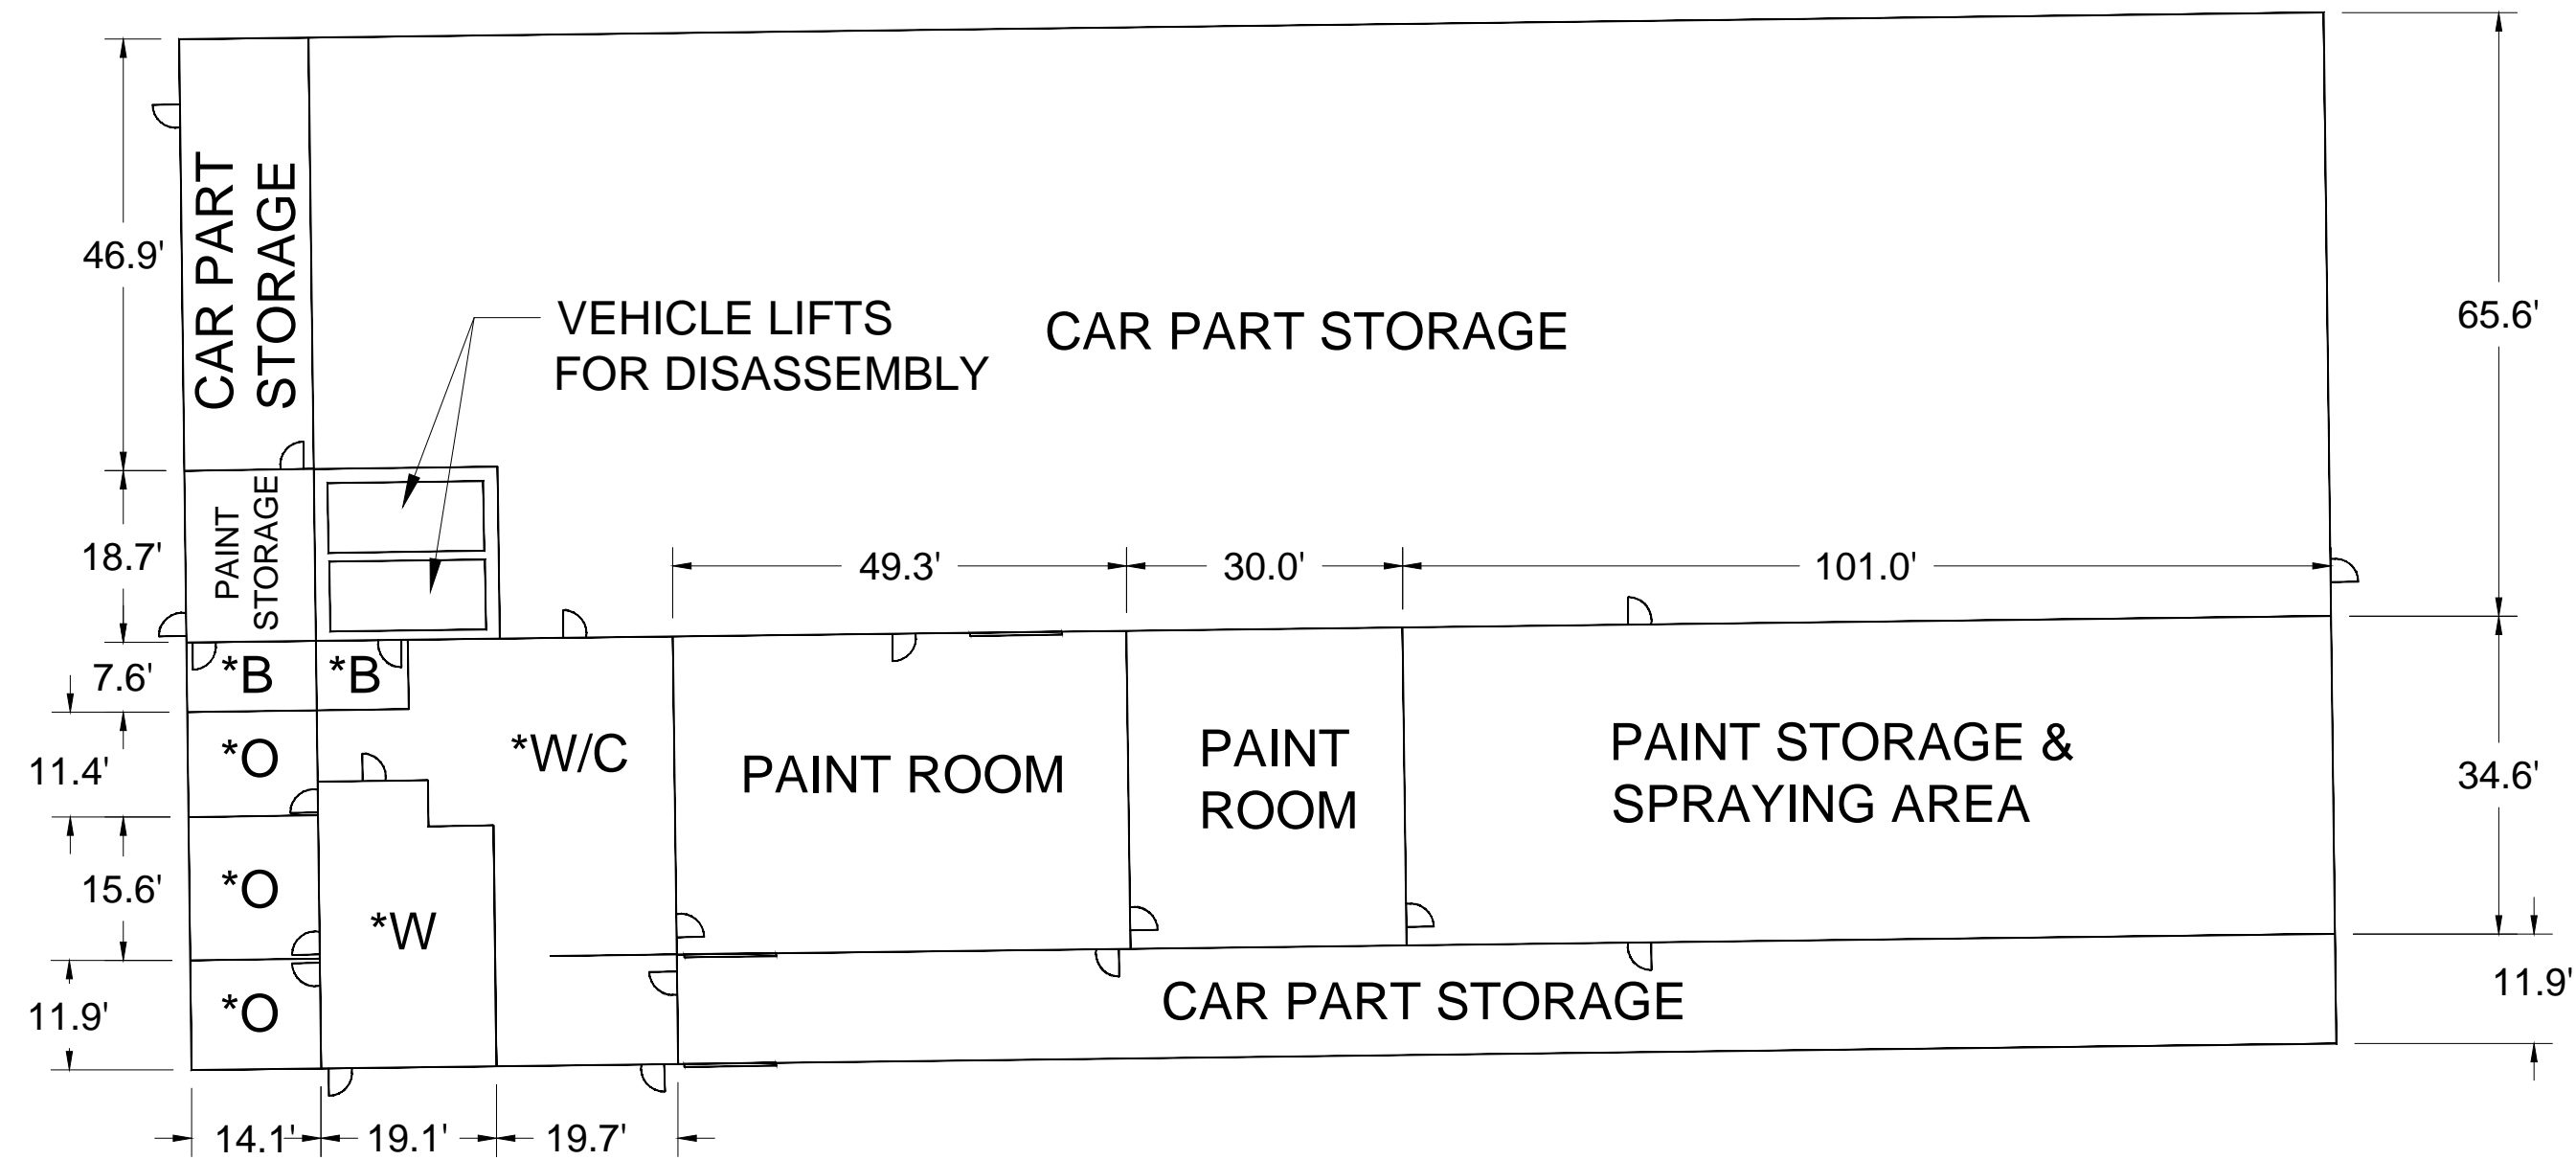 CAR PART
STORAGE
46.9'
VEHICLE LIFTS
FOR DISASSEMBLY
CAR PART STORAGE
65.6'
PAINT
STORAGE
18.7'
49.3'
30.0'
101.0'
7.6'
*B
*B
11.4'
*O
*W/C
PAINT ROOM
PAINT
ROOM
PAINT STORAGE &
SPRAYING AREA
34.6'
15.6'
*O
*W
11.9'
*O
CAR PART STORAGE
11.9'
14.1'
19.1'
19.7'